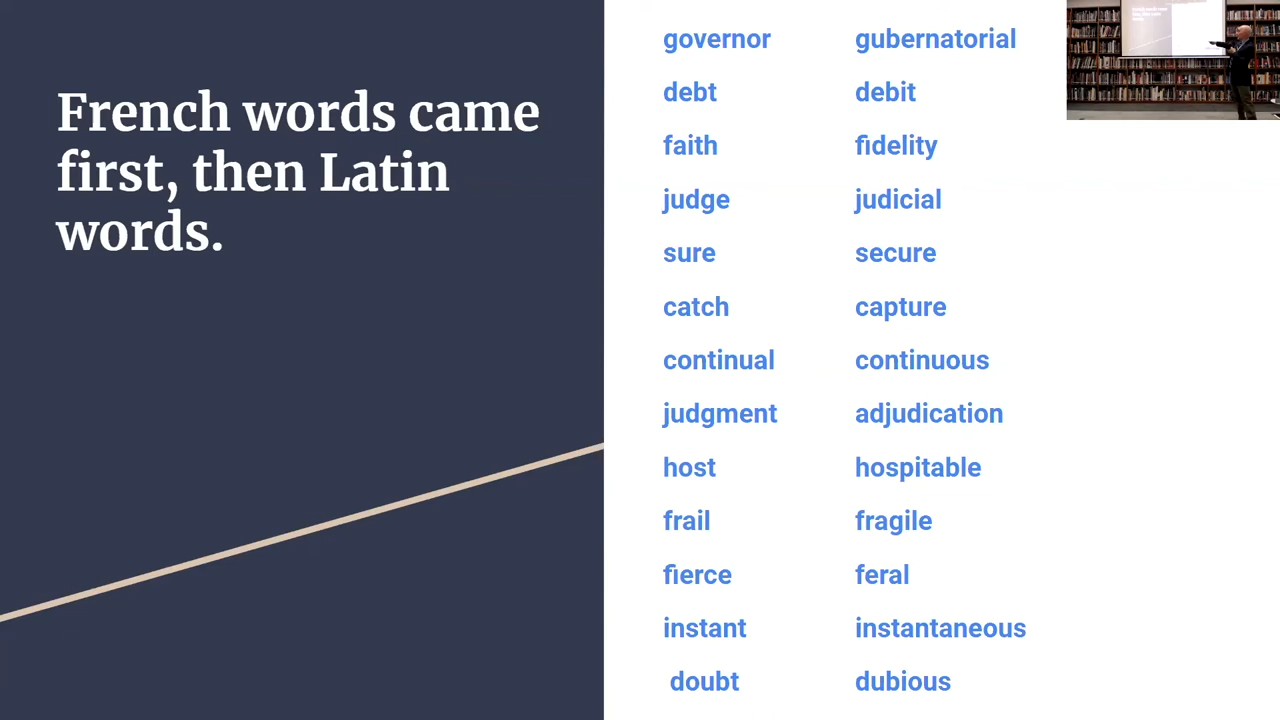 French words came
first, then Latin
words.
governor gubernatorial
debt debit
faith fidelity
judge judicial
sure secure
catch capture
continual continuous
judgment adjudication
host hospitable
frail fragile
fierce feral
instant instantaneous
doubt dubious